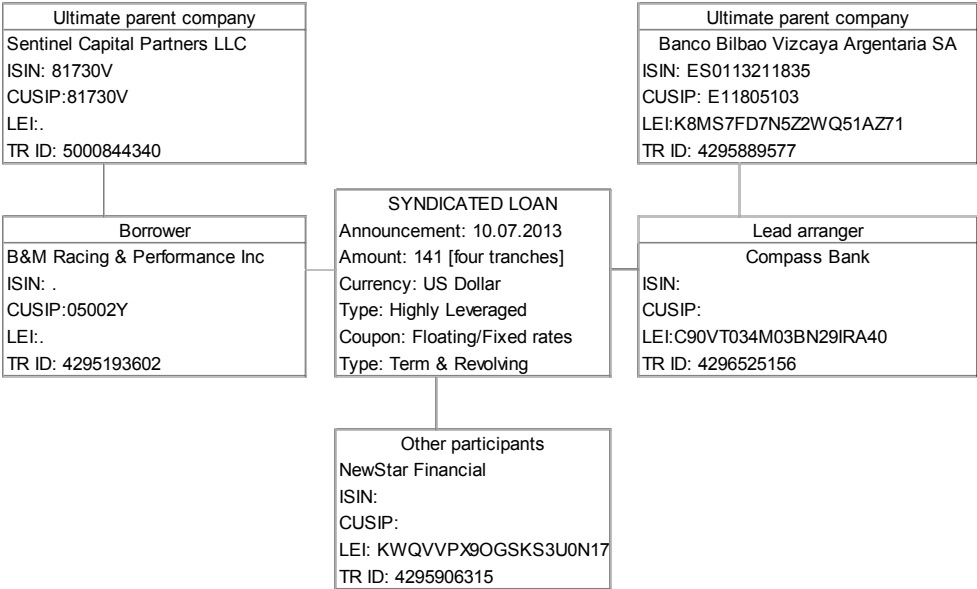 Ultimate parent company
Sentinel Capital Partners LLC
ISIN: 81730V
CUSIP:81730V
LEI:.
TR ID: 5000844340
Ultimate parent company
Banco Bilbao Vizcaya Argentaria SA
ISIN: ES0113211835
CUSIP: E11805103
LEI:K8MS7FD7N5Z2WQ51AZ71
TR ID: 4295889577
Borrower
B&M Racing & Performance Inc
ISIN: .
CUSIP:05002Y
LEI:.
TR ID: 4295193602
SYNDICATED LOAN
Announcement: 10.07.2013
Amount: 141 [four tranches]
Currency: US Dollar
Type: Highly Leveraged
Coupon: Floating/Fixed rates
Type: Term & Revolving
Lead arranger
Compass Bank
ISIN:
CUSIP:
LEI:C90VT034M03BN29IRA40
TR ID: 4296525156
Other participants
NewStar Financial
ISIN:
CUSIP:
LEI: KWQVVPX9OGSKS3U0N17
TR ID: 4295906315